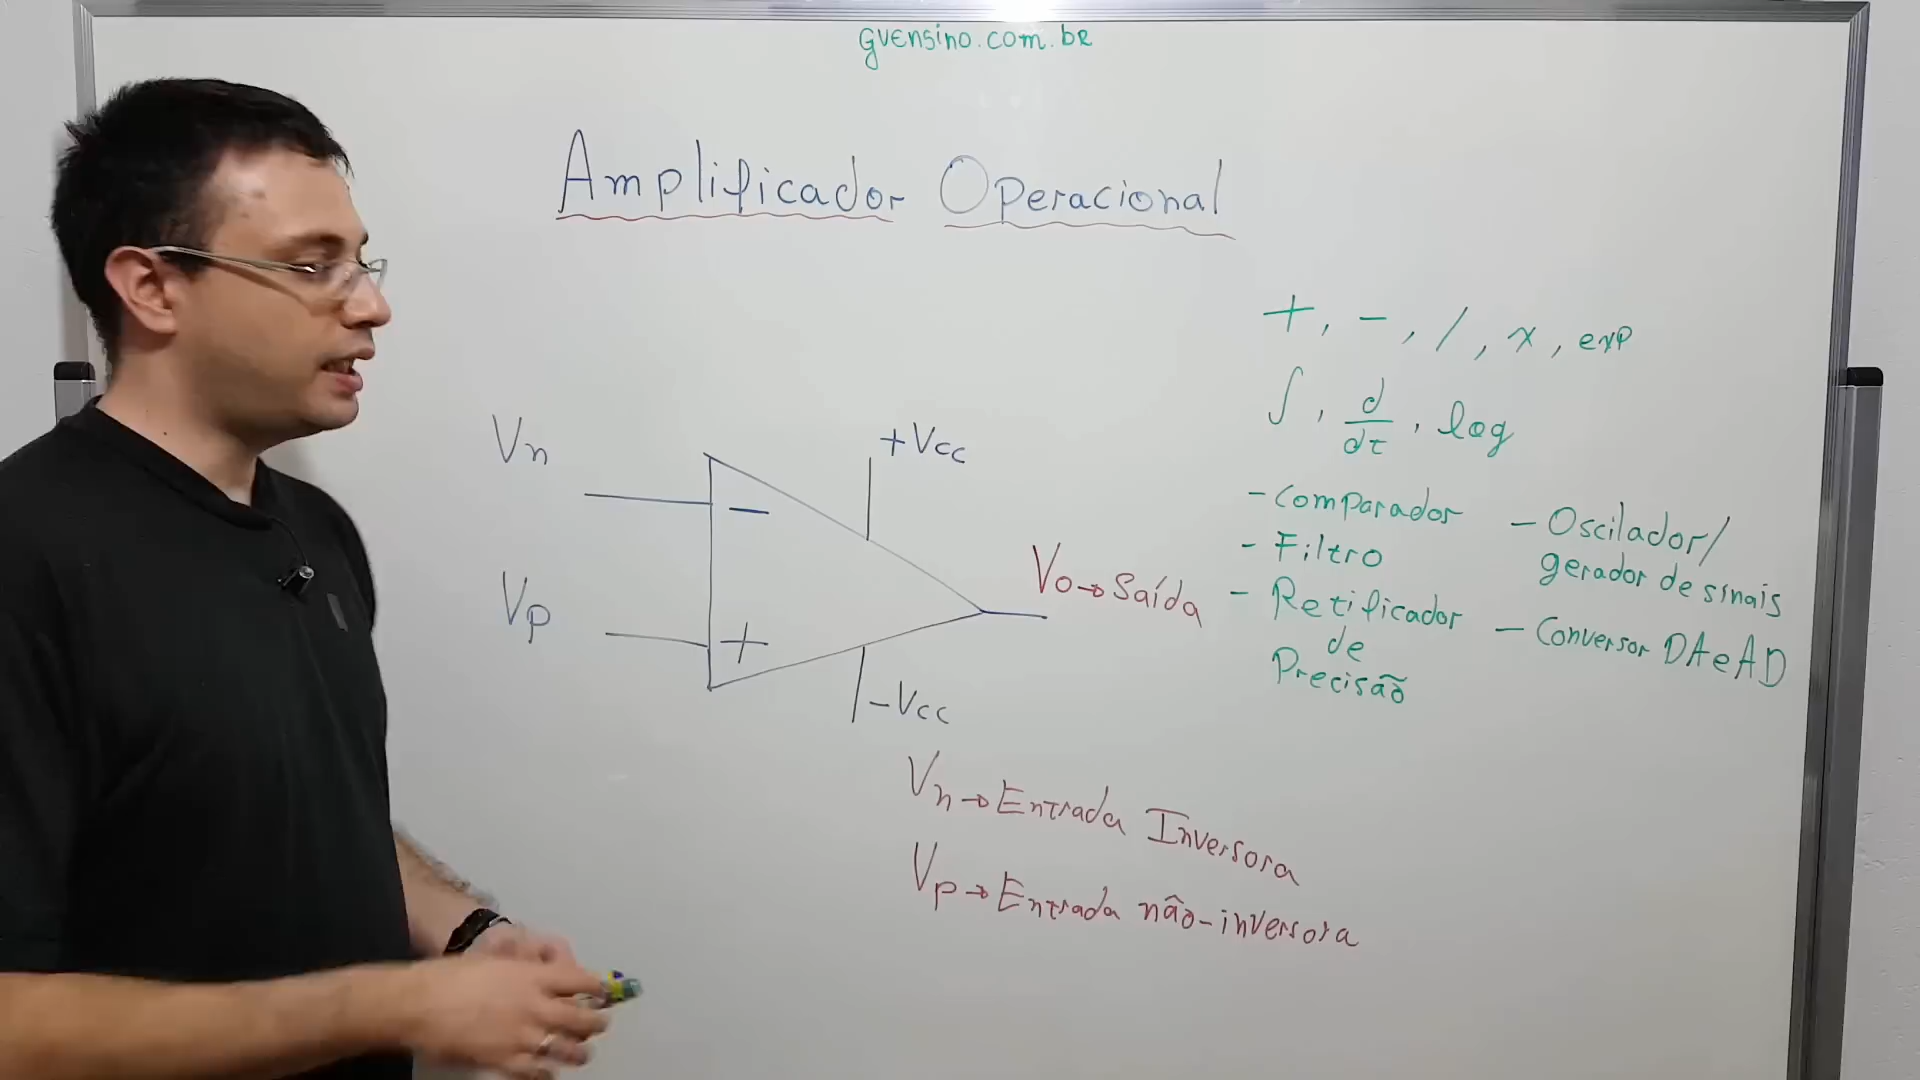 gvensino.com.br
Amplificador Operacional
+, -, /, x, exp
∫, d/dt, log
Vn
+Vcc
−
- Comparador
- Oscilador/
gerador de sinais
- Filtro
Vo → Saída
- Retificador
de
Precisão
- Conversor DA e AD
Vp
+
-Vcc
Vn → Entrada Inversora
Vp → Entrada não-inversora